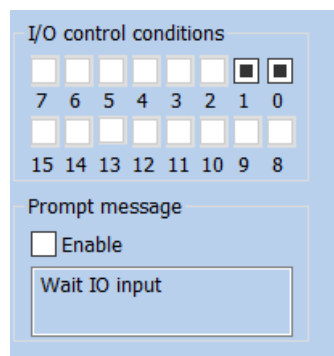 I/O control conditions
7 6 5 4 3 2 1 0
15 14 13 12 11 10 9 8
Prompt message
Enable
Wait IO input